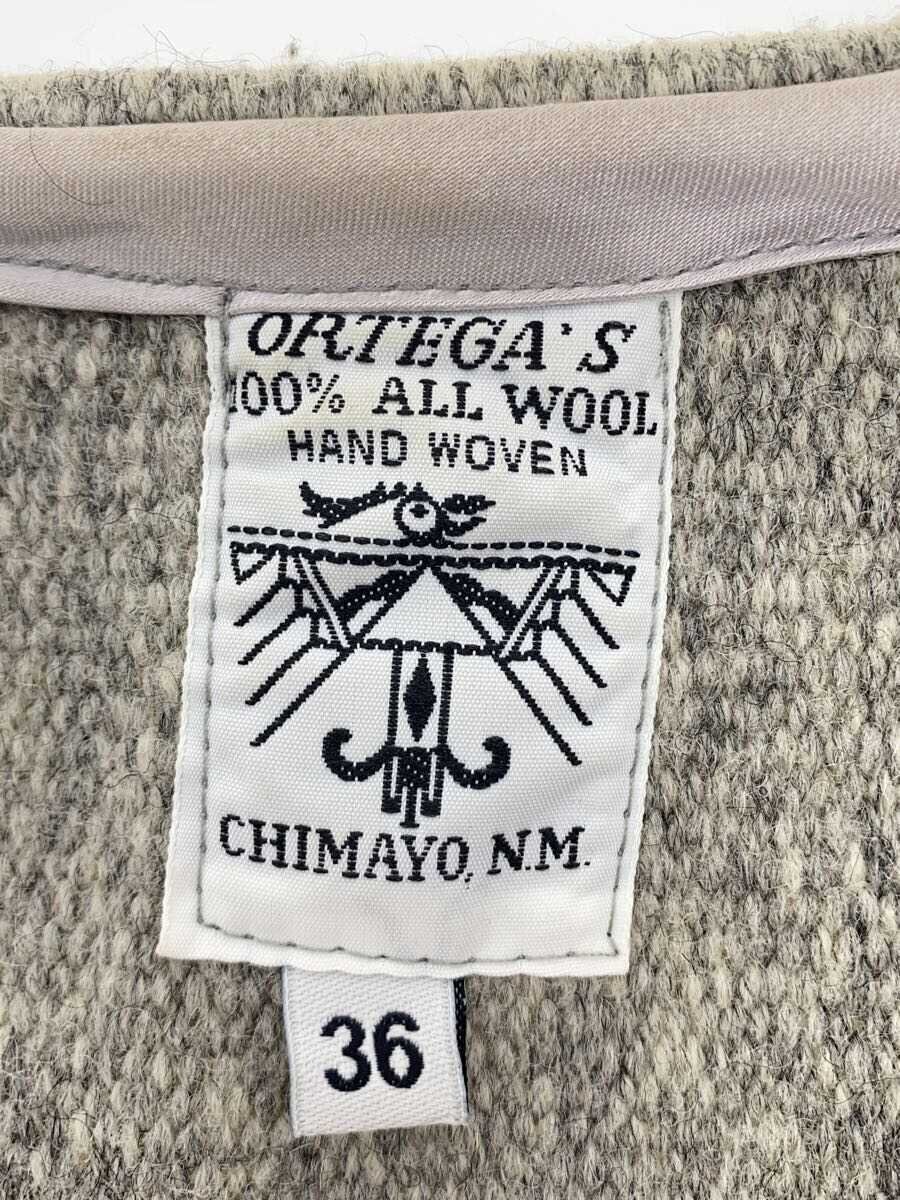 ORTEGA'S
100% ALL WOOL
HAND WOVEN
CHIMAYO, N.M.
36